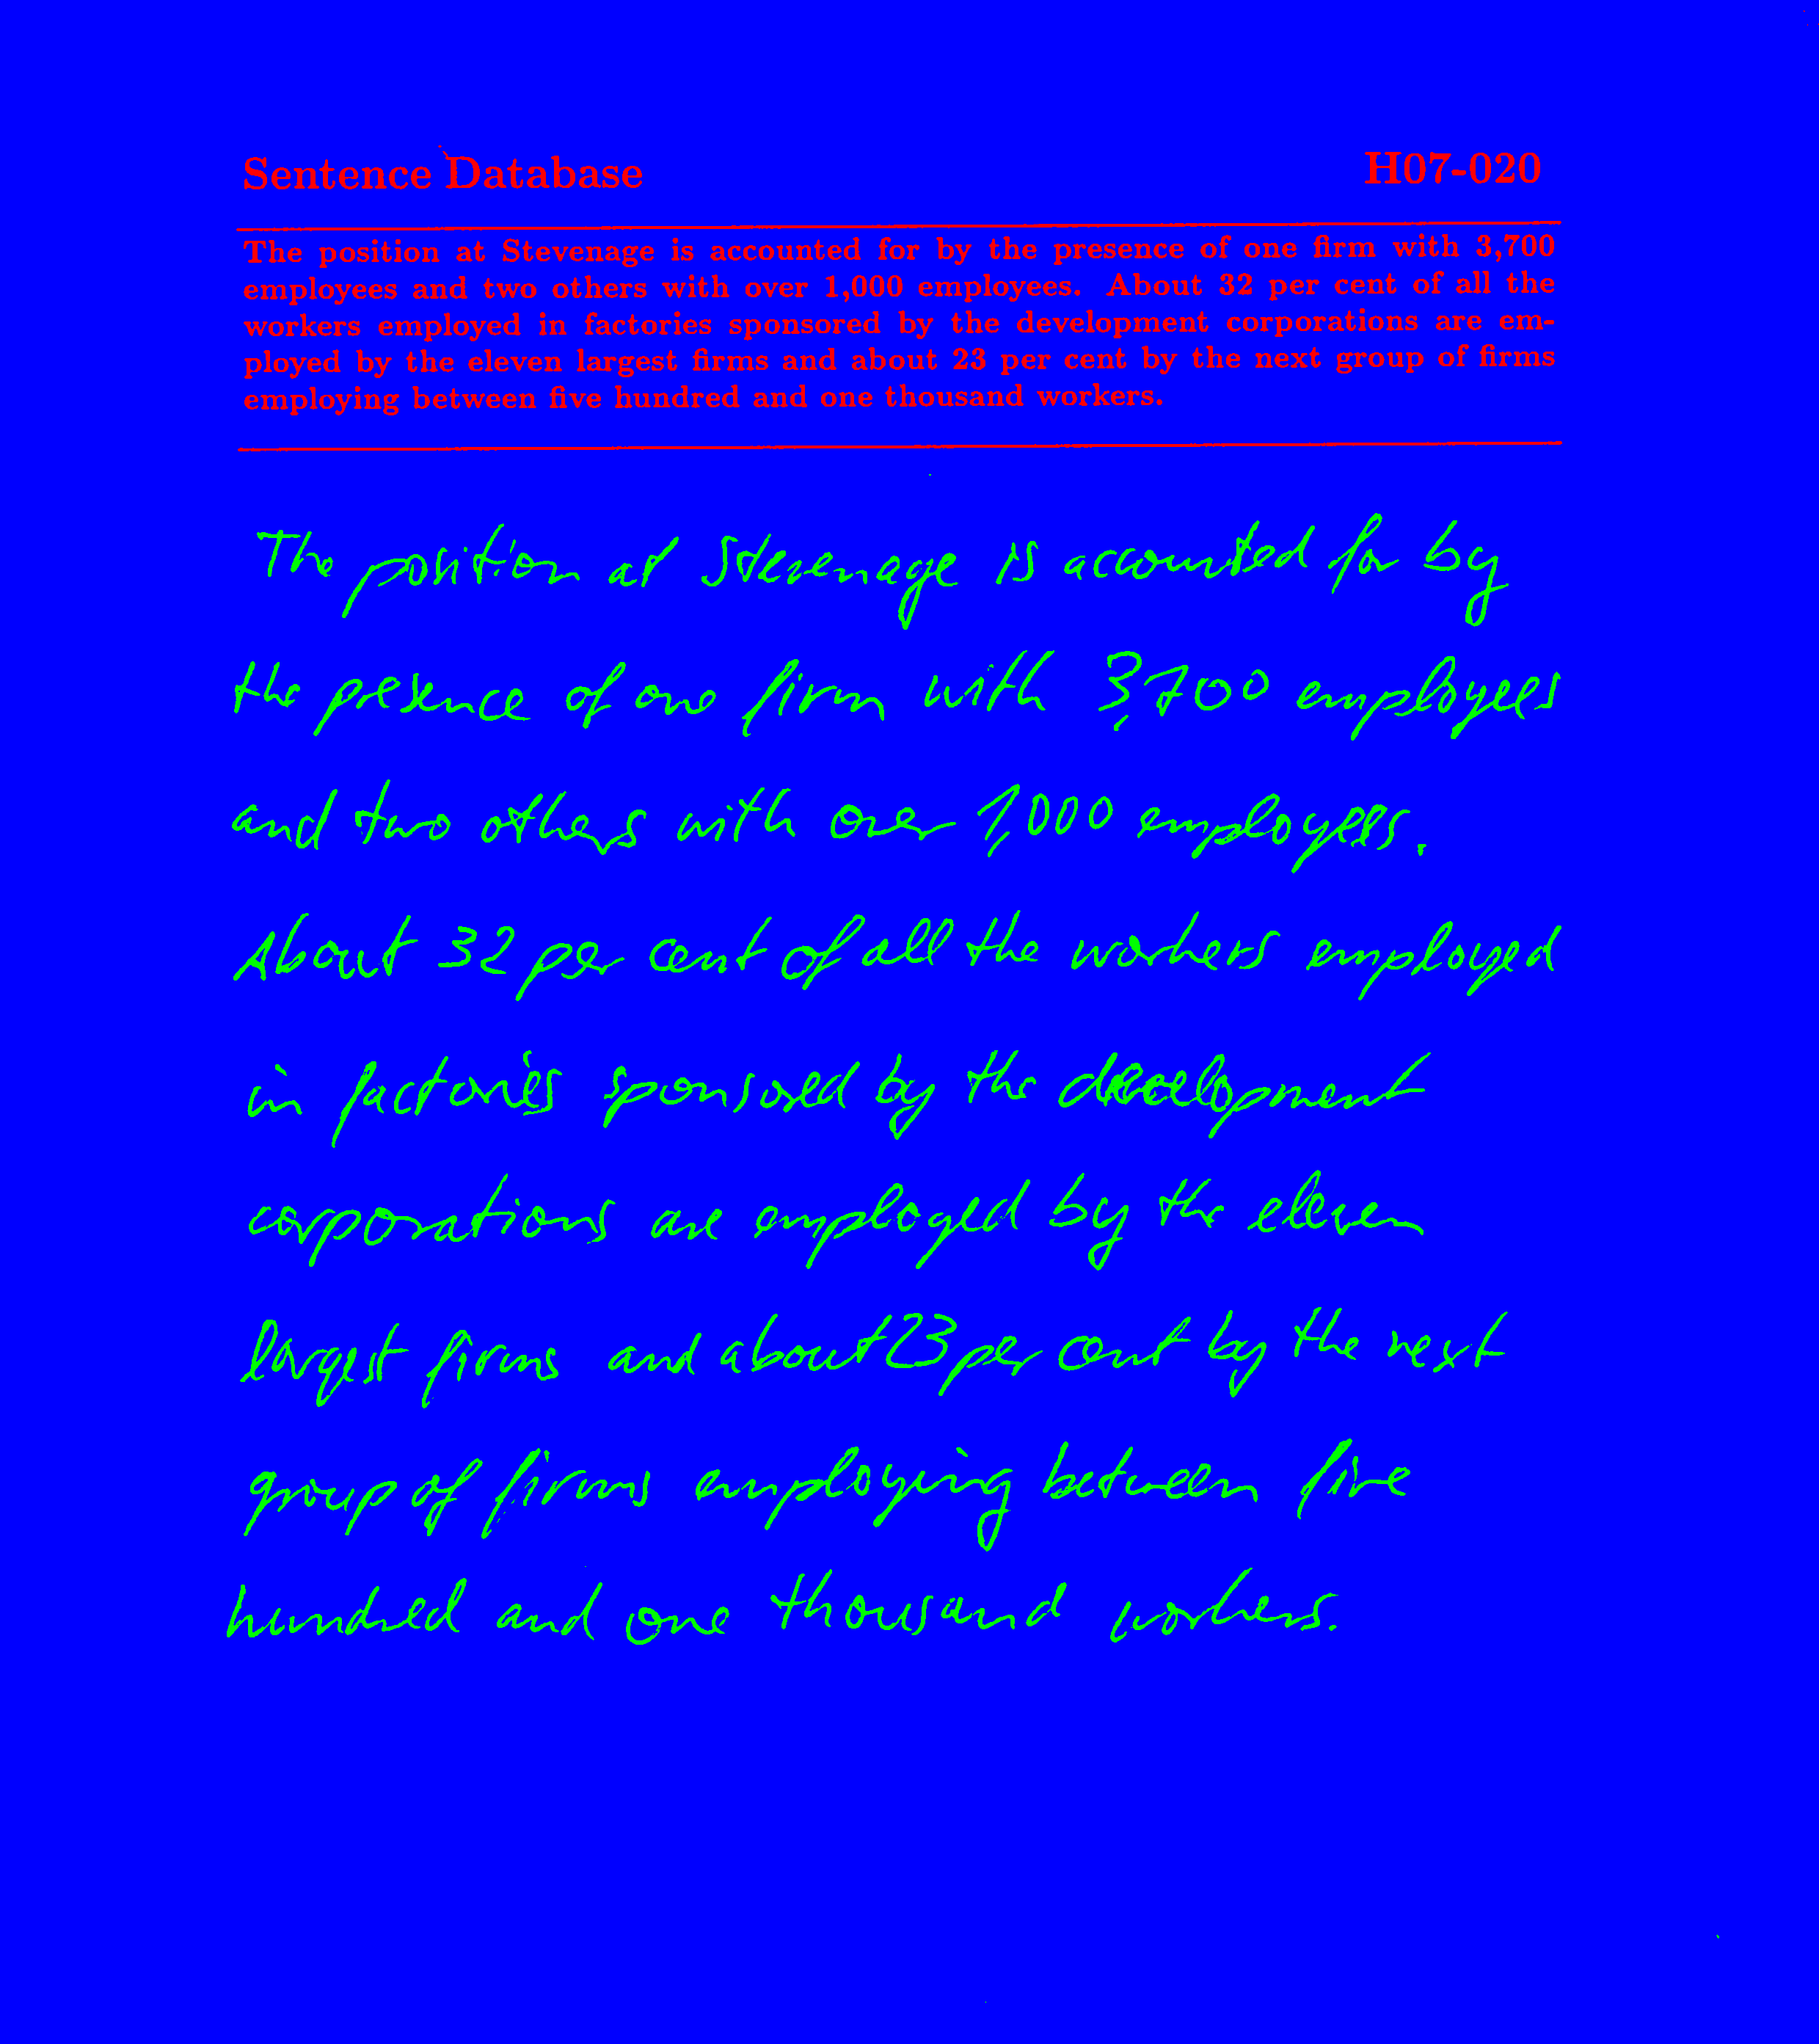 Sentence Database H07-020
The position at Stevenage is accounted for by the presence of one firm with 3,700
employees and two others with over 1,000 employees. About 32 per cent of all the
workers employed in factories sponsored by the development corporations are em-
ployed by the eleven largest firms and about 23 per cent by the next group of firms
employing between five hundred and one thousand workers.
The position at Stevenage is accounted for by
the presence of one firm with 3,700 employees
and two others with over 1,000 employees.
About 32 per cent of all the workers employed
in factories sponsored by the development
corporations are employed by the eleven
largest firms and about 23 per cent by the next
group of firms employing between five
hundred and one thousand workers.